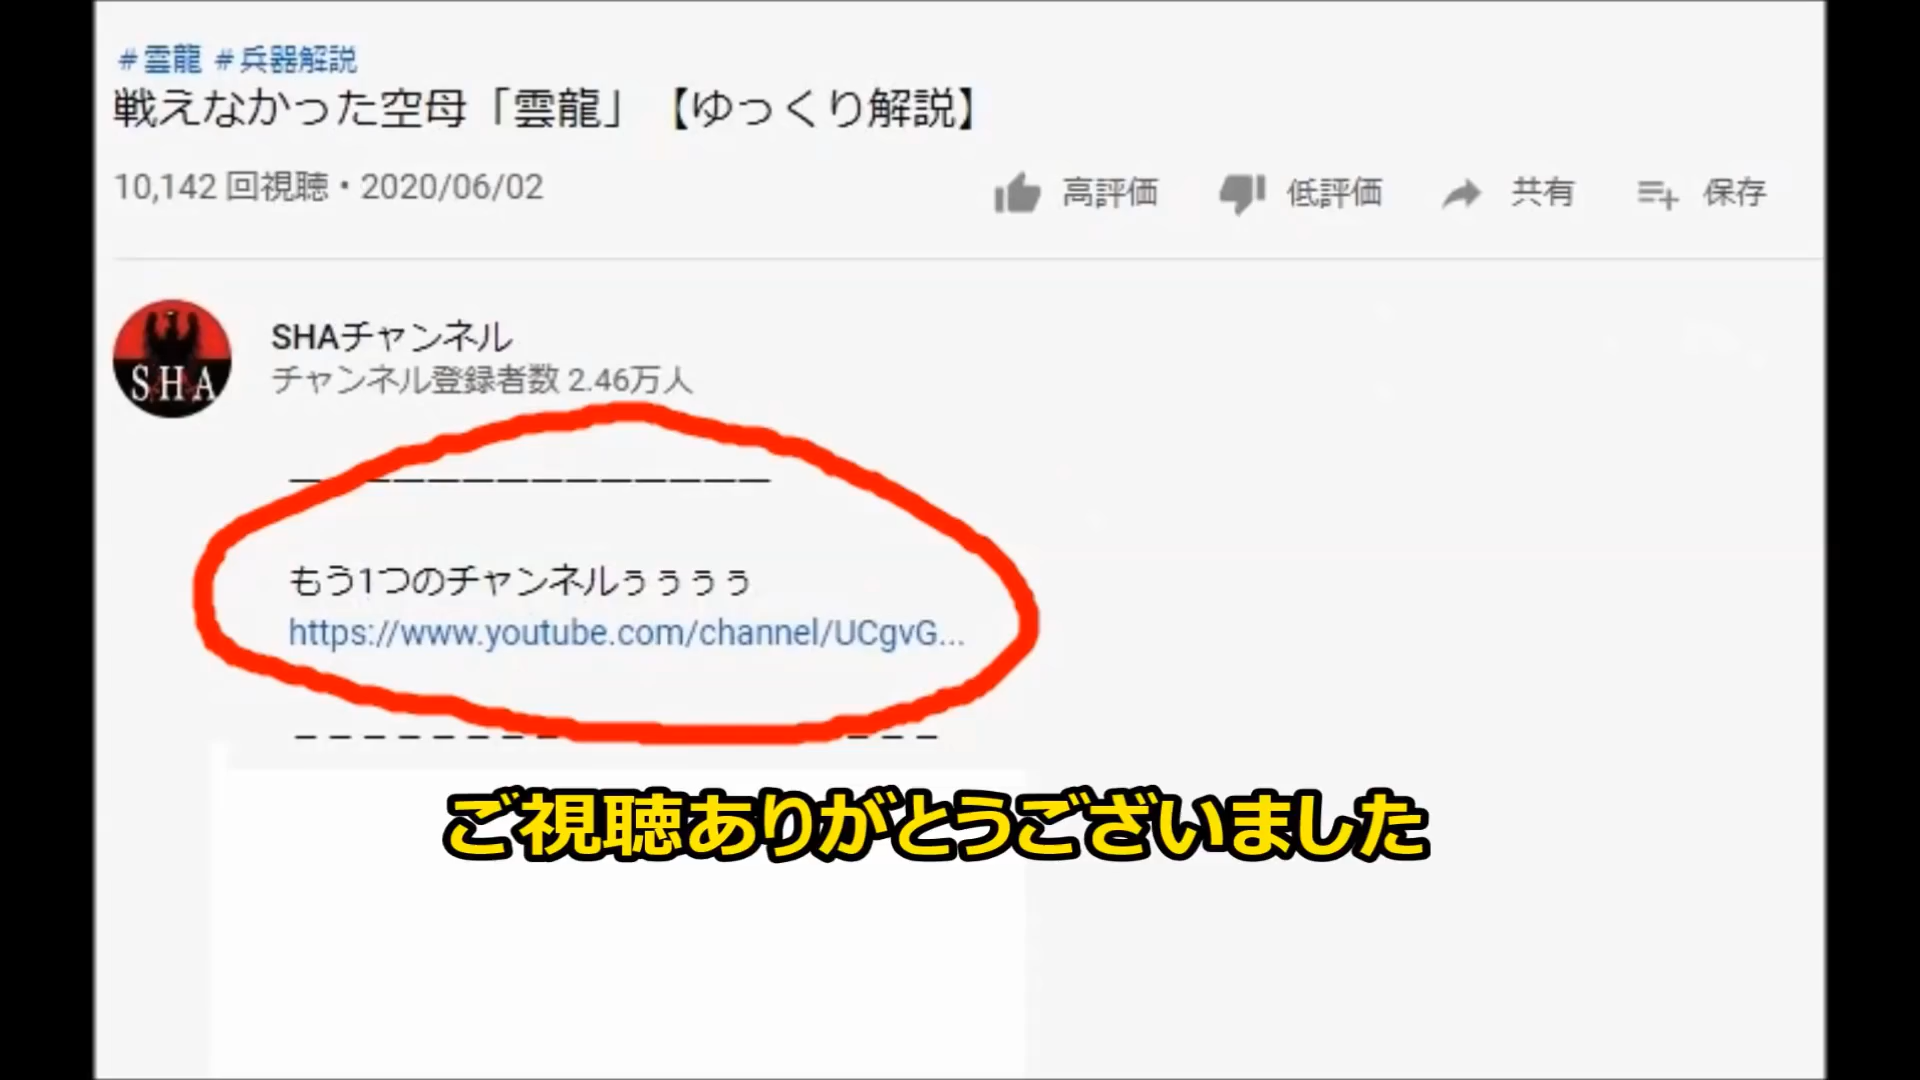 #雲龍 #兵器解説
戦えなかった空母「雲龍」【ゆっくり解説】
10,142 回視聴・2020/06/02
高評価 低評価 共有 保存
SHA
SHAチャンネル
チャンネル登録者数 2.46万人
もう1つのチャンネルぅぅぅぅ
https://www.youtube.com/channel/UCgvG...
ご視聴ありがとうございました